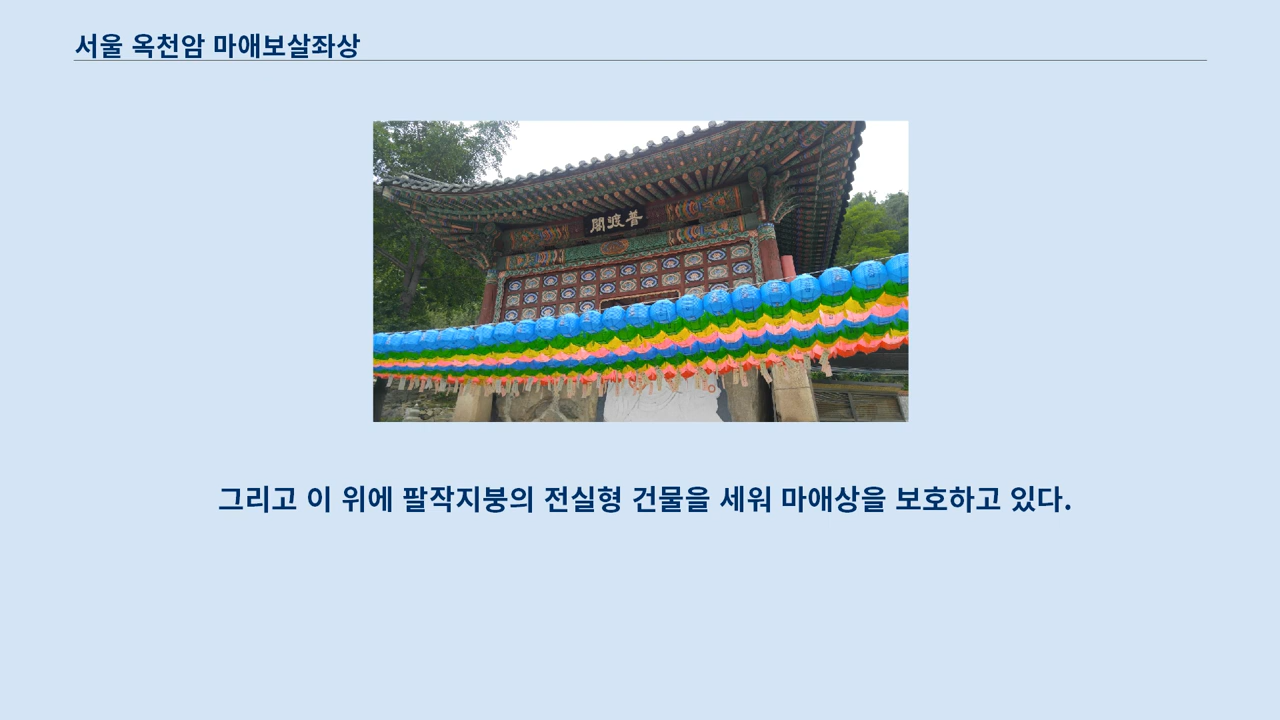 서울 옥천암 마애보살좌상
閣渡普
그리고 이 위에 팔작지붕의 전실형 건물을 세워 마애상을 보호하고 있다.